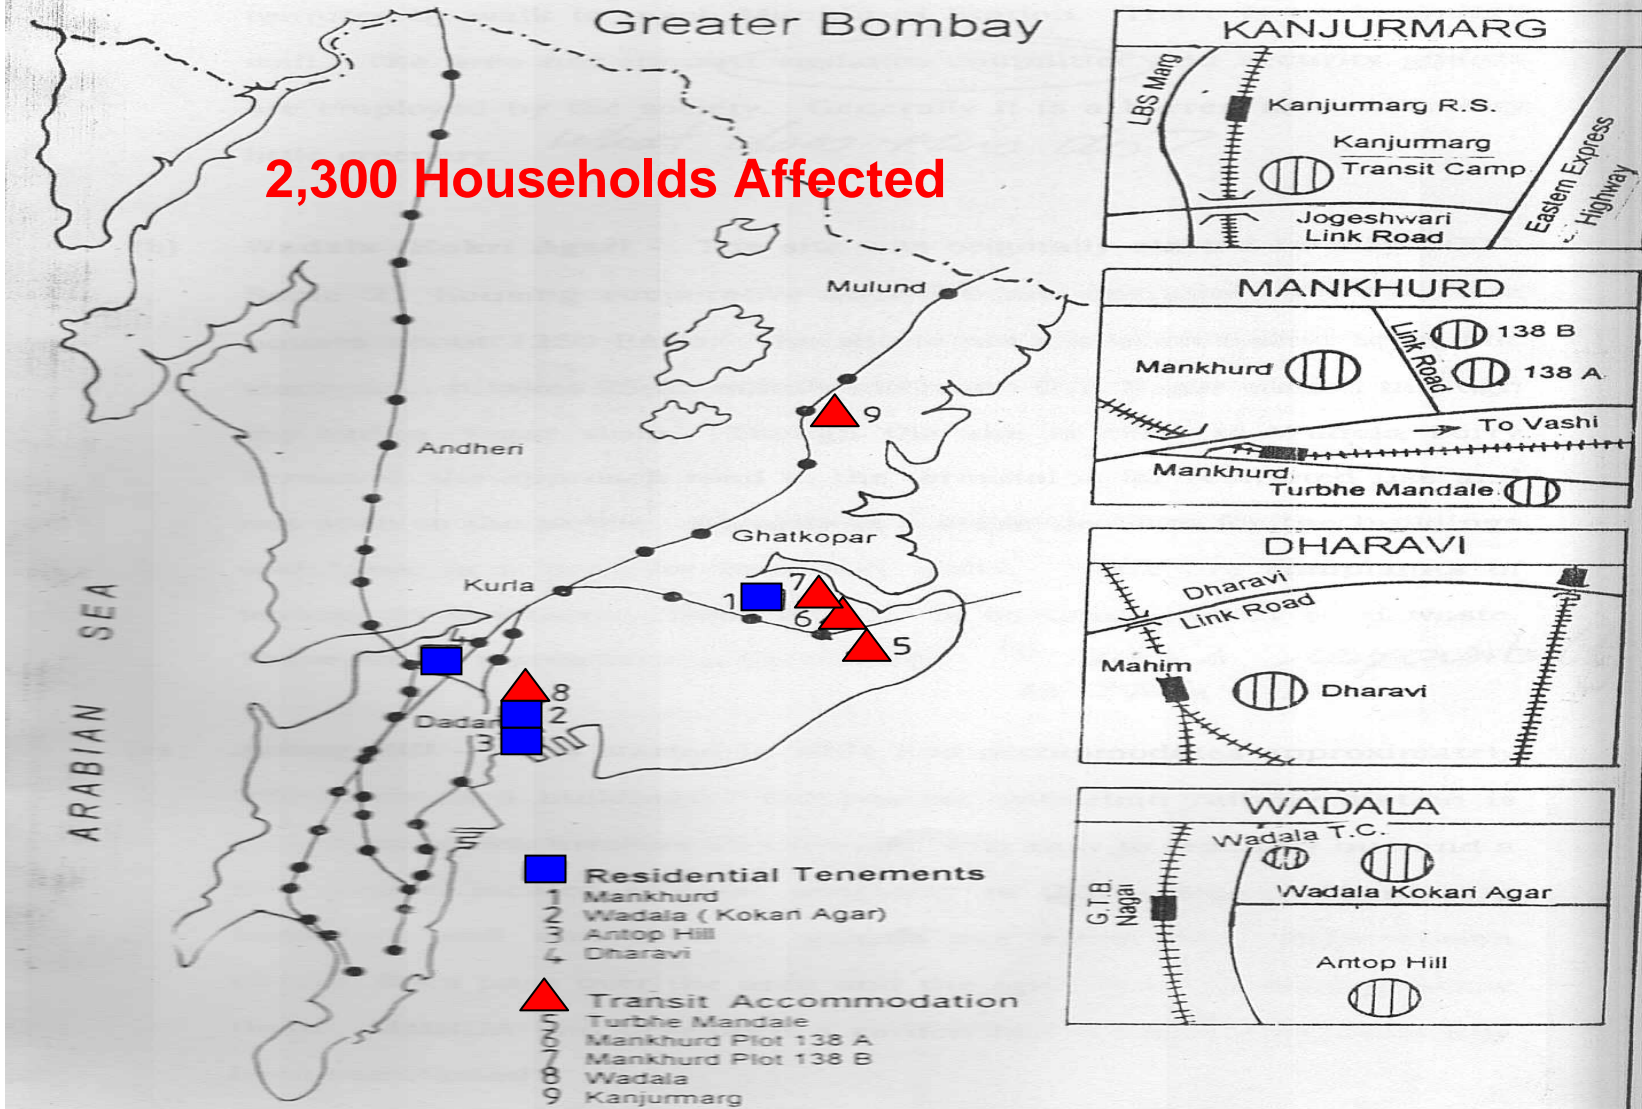 Greater Bombay
2,300 Households Affected
Mulund
9
Andheri
Ghatkopar
Kurla
1
7
6
5
4
8
Dadar
2
3
ARABIAN SEA
Residential Tenements
1 Mankhurd
2 Wadala ( Kokari Agar)
3 Antop Hill
4 Dharavi
Transit Accommodation
5 Turbhe Mandale
6 Mankhurd Plot 138 A
7 Mankhurd Plot 138 B
8 Wadala
9 Kanjurmarg
KANJURMARG
LBS Marg
Kanjurmarg R.S.
Kanjurmarg
Transit Camp
Jogeshwari
Link Road
Eastern Express
Highway
MANKHURD
Link Road
138 B
Mankhurd
138 A
To Vashi
Mankhurd
Turbhe Mandale
DHARAVI
Dharavi
Link Road
Mahim
Dharavi
WADALA
Wadala T.C.
Wadala Kokari Agar
G.T.B.
Nagar
Antop Hill